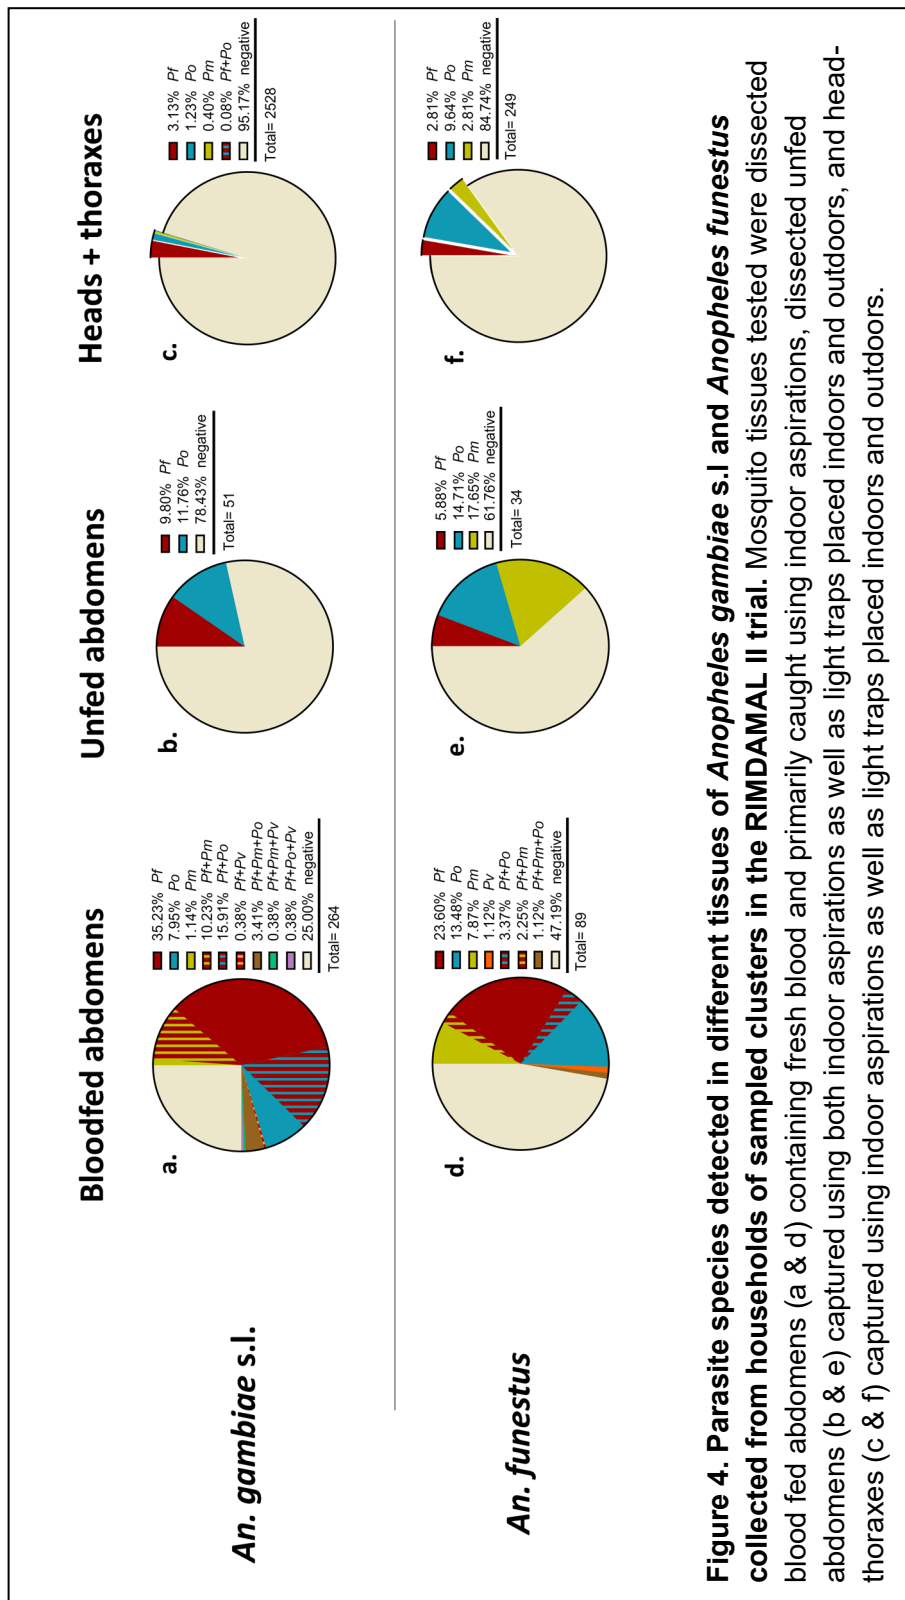 Bloodfed abdomens
Unfed abdomens
Heads + thoraxes
An. gambiae s.l.
a.
35.23% Pf
7.95% Po
1.14% Pm
10.23% Pf+Pm
15.91% Pf+Po
0.38% Pf+Pv
3.41% Pf+Pm+Po
0.38% Pf+Pm+Pv
0.38% Pf+Po+Pv
25.00% negative
Total= 264
b.
9.80% Pf
11.76% Po
78.43% negative
Total= 51
c.
3.13% Pf
1.23% Po
0.40% Pm
0.08% Pf+Po
95.17% negative
Total= 2528
An. funestus
d.
23.60% Pf
13.48% Po
7.87% Pm
1.12% Pv
3.37% Pf+Po
2.25% Pf+Pm
1.12% Pf+Pm+Po
47.19% negative
Total= 89
e.
5.88% Pf
14.71% Po
17.65% Pm
61.76% negative
Total= 34
f.
2.81% Pf
9.64% Po
2.81% Pm
84.74% negative
Total= 249
Figure 4. Parasite species detected in different tissues of Anopheles gambiae s.l and Anopheles funestus
collected from households of sampled clusters in the RIMDAMAL II trial. Mosquito tissues tested were dissected
blood fed abdomens (a & d) containing fresh blood and primarily caught using indoor aspirations, dissected unfed
abdomens (b & e) captured using both indoor aspirations as well as light traps placed indoors and outdoors, and head-
thoraxes (c & f) captured using indoor aspirations as well as light traps placed indoors and outdoors.